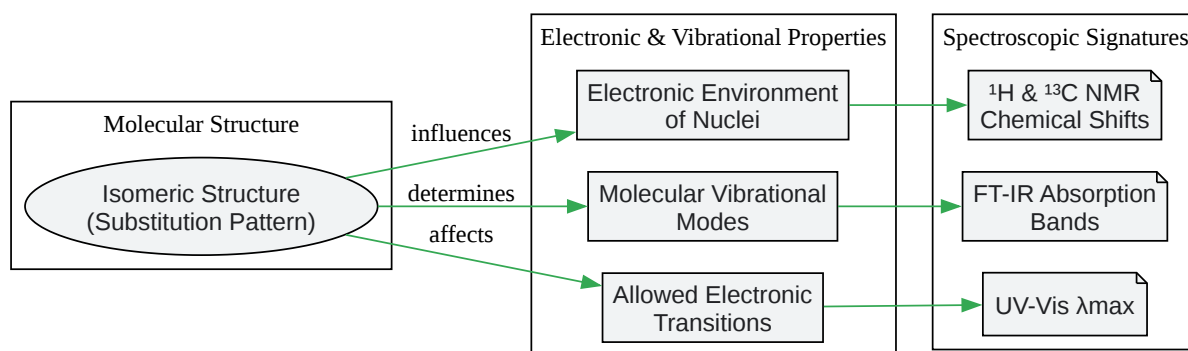 Molecular Structure
Isomeric Structure
(Substitution Pattern)
influences
determines
affects
Electronic & Vibrational Properties
Electronic Environment
of Nuclei
Molecular Vibrational
Modes
Allowed Electronic
Transitions
Spectroscopic Signatures
¹H & ¹³C NMR
Chemical Shifts
FT-IR Absorption
Bands
UV-Vis λmax